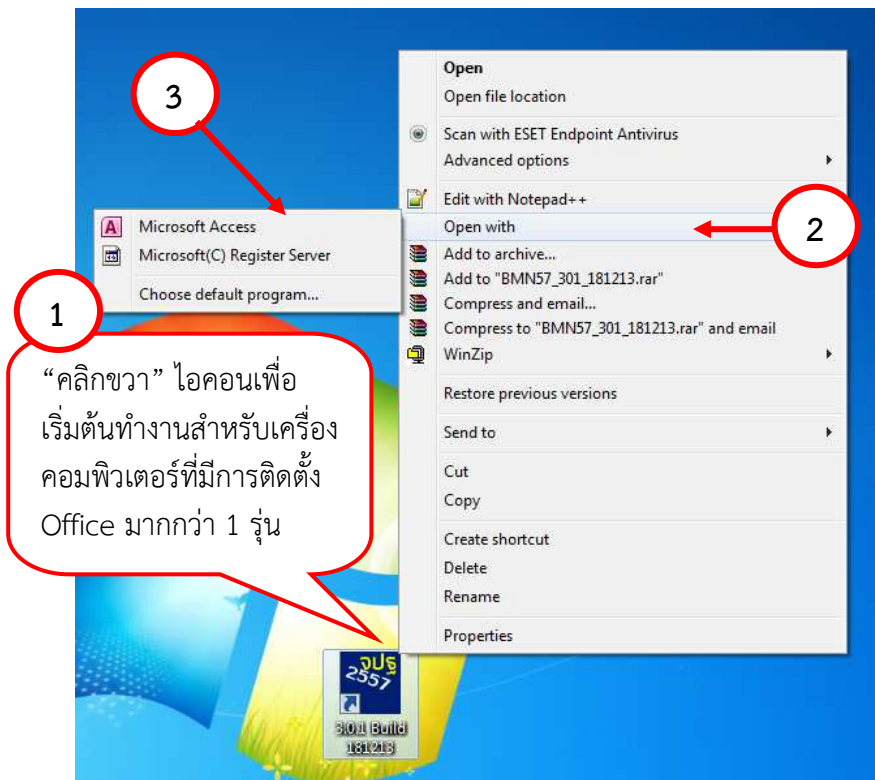 3
Microsoft Access
Microsoft(C) Register Server
Choose default program...
Open
Open file location
Scan with ESET Endpoint Antivirus
Advanced options
Edit with Notepad++
Open with
2
Add to archive...
Add to "BMN57_301_181213.rar"
Compress and email...
Compress to "BMN57_301_181213.rar" and email
WinZip
Restore previous versions
Send to
Cut
Copy
Create shortcut
Delete
Rename
Properties
1
“คลิกขวา” ไอคอนเพื่อ
เริ่มต้นทำงานสำหรับเครื่อง
คอมพิวเตอร์ที่มีการติดตั้ง
Office มากกว่า 1 รุ่น
จปฐ
2557
3.0.1 Build
181213